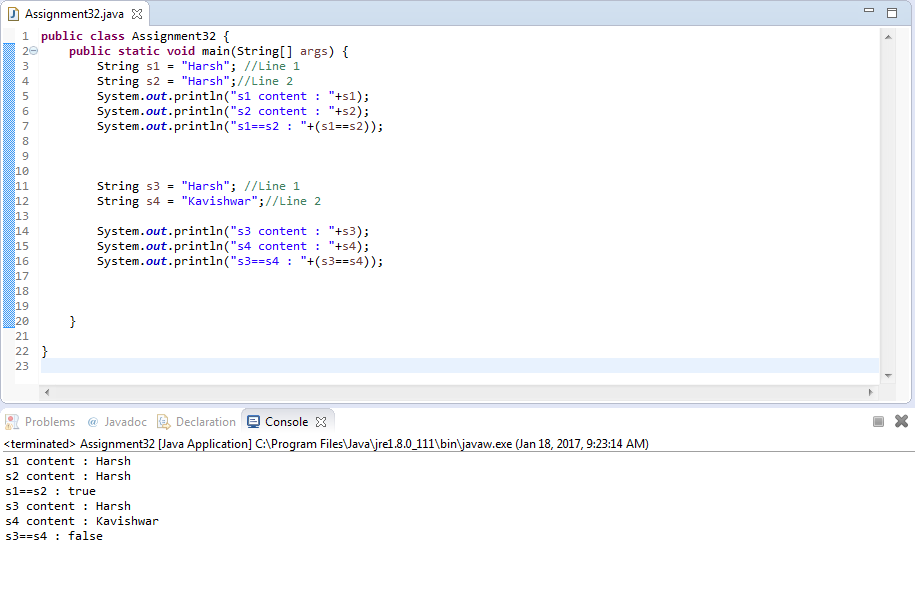 Assignment32.java
1 public class Assignment32 {
2 public static void main(String[] args) {
3 String s1 = "Harsh"; //Line 1
4 String s2 = "Harsh";//Line 2
5 System.out.println("s1 content : "+s1);
6 System.out.println("s2 content : "+s2);
7 System.out.println("s1==s2 : "+(s1==s2));
8
9
10
11 String s3 = "Harsh"; //Line 1
12 String s4 = "Kavishwar";//Line 2
13
14 System.out.println("s3 content : "+s3);
15 System.out.println("s4 content : "+s4);
16 System.out.println("s3==s4 : "+(s3==s4));
17
18
19
20 }
21
22 }
23
Problems @ Javadoc Declaration Console
<terminated> Assignment32 [Java Application] C:\Program Files\Java\jre1.8.0_111\bin\javaw.exe (Jan 18, 2017, 9:23:14 AM)
s1 content : Harsh
s2 content : Harsh
s1==s2 : true
s3 content : Harsh
s4 content : Kavishwar
s3==s4 : false